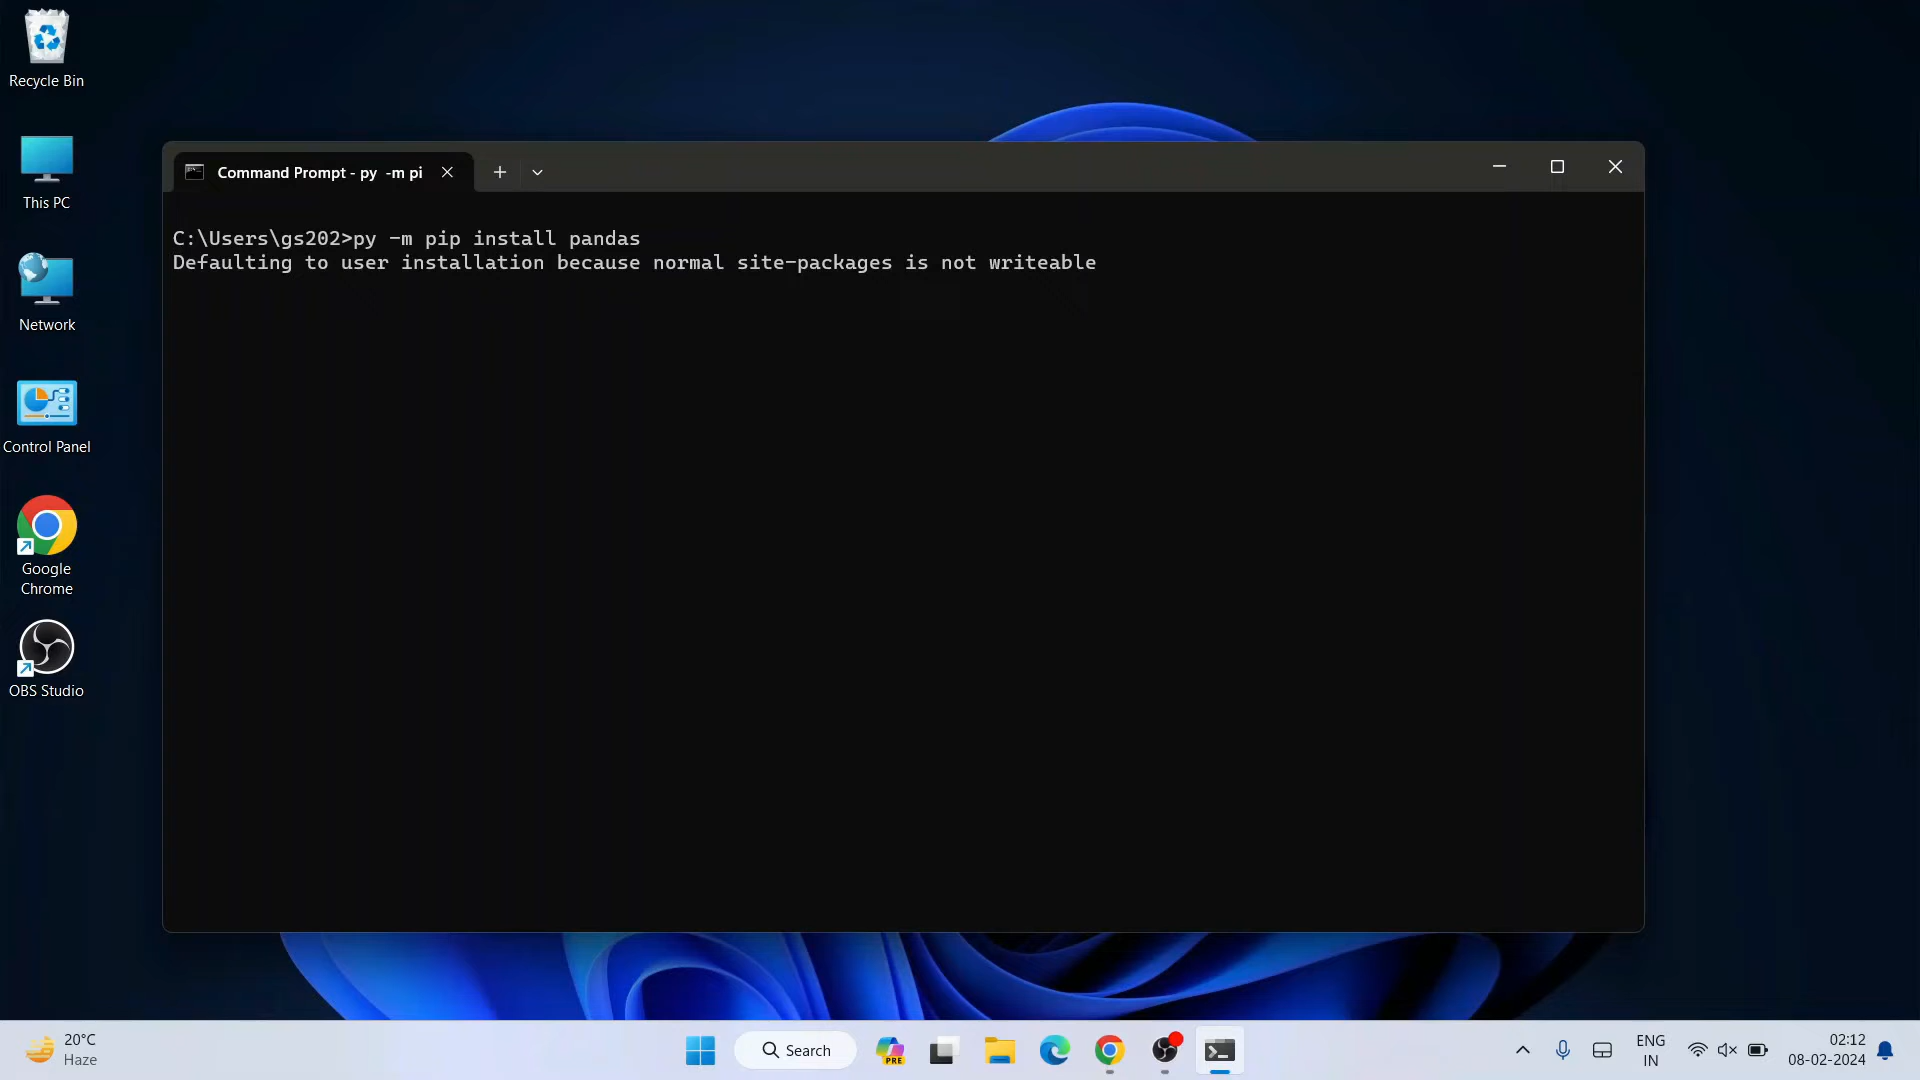 Recycle Bin
This PC
Network
Control Panel
Google
Chrome
OBS Studio
Command Prompt - py  -m pi
C:\Users\gs202>py -m pip install pandas
Defaulting to user installation because normal site-packages is not writeable
20°C
Haze
Search
PRE
ENG
IN
02:12
08-02-2024